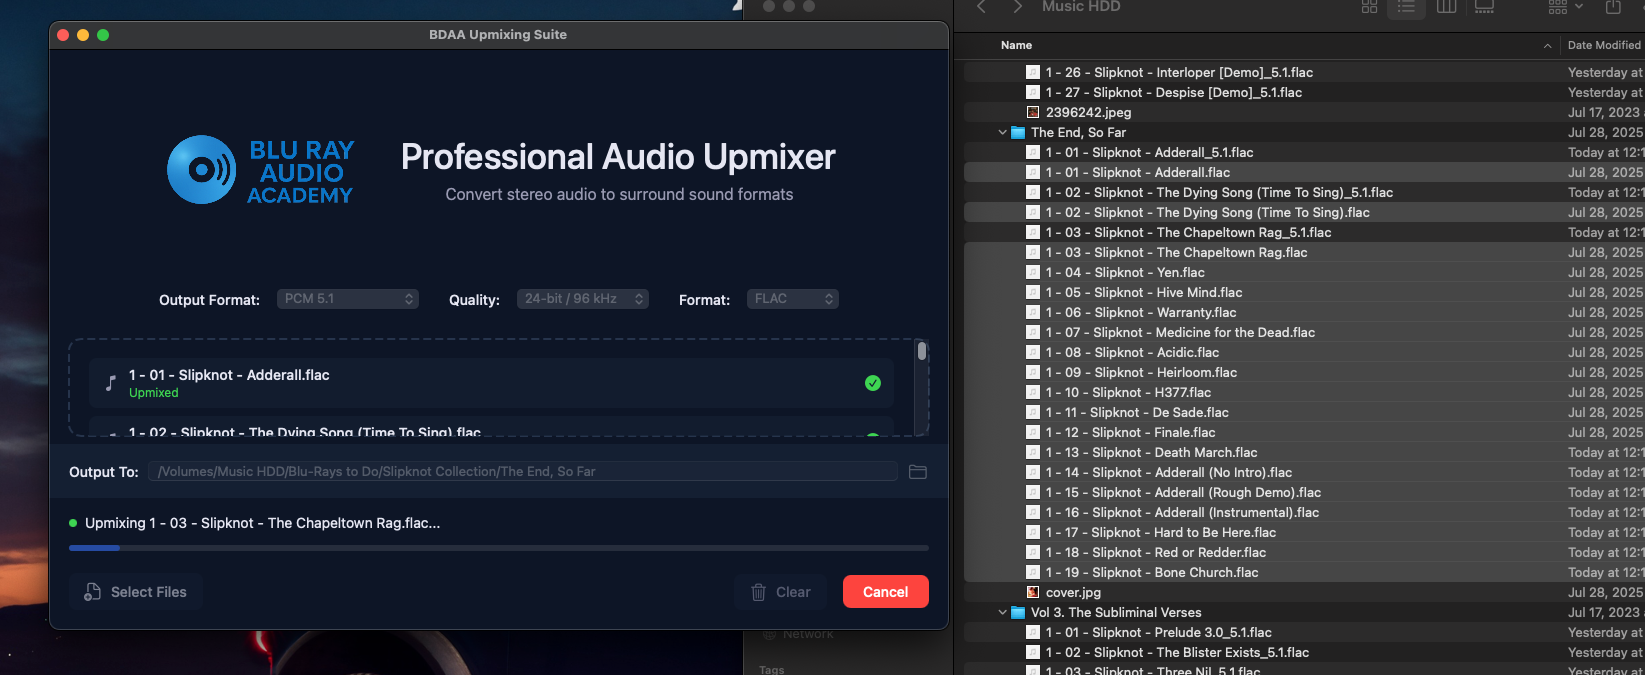 BDAA Upmixing Suite
BLU RAY
AUDIO
ACADEMY
Professional Audio Upmixer
Convert stereo audio to surround sound formats
Output Format: PCM 5.1 Quality: 24-bit / 96 kHz Format: FLAC
1 - 01 - Slipknot - Adderall.flac
Upmixed
1 - 02 - Slipknot - The Dying Song (Time To Sing).flac
Output To: /Volumes/Music HDD/Blu-Rays to Do/Slipknot Collection/The End, So Far
Upmixing 1 - 03 - Slipknot - The Chapeltown Rag.flac...
Select Files Clear Cancel
Network
Tags
Music HDD
Name Date Modified
1 - 26 - Slipknot - Interloper [Demo]_5.1.flac Yesterday at
1 - 27 - Slipknot - Despise [Demo]_5.1.flac Yesterday at
2396242.jpeg Jul 17, 2023
The End, So Far Jul 28, 2025
1 - 01 - Slipknot - Adderall_5.1.flac Today at 12:1
1 - 01 - Slipknot - Adderall.flac Jul 28, 2025
1 - 02 - Slipknot - The Dying Song (Time To Sing)_5.1.flac Today at 12:1
1 - 02 - Slipknot - The Dying Song (Time To Sing).flac Jul 28, 2025
1 - 03 - Slipknot - The Chapeltown Rag_5.1.flac Today at 12:1
1 - 03 - Slipknot - The Chapeltown Rag.flac Jul 28, 2025
1 - 04 - Slipknot - Yen.flac Jul 28, 2025
1 - 05 - Slipknot - Hive Mind.flac Jul 28, 2025
1 - 06 - Slipknot - Warranty.flac Jul 28, 2025
1 - 07 - Slipknot - Medicine for the Dead.flac Jul 28, 2025
1 - 08 - Slipknot - Acidic.flac Jul 28, 2025
1 - 09 - Slipknot - Heirloom.flac Jul 28, 2025
1 - 10 - Slipknot - H377.flac Jul 28, 2025
1 - 11 - Slipknot - De Sade.flac Jul 28, 2025
1 - 12 - Slipknot - Finale.flac Jul 28, 2025
1 - 13 - Slipknot - Death March.flac Today at 12:1
1 - 14 - Slipknot - Adderall (No Intro).flac Today at 12:1
1 - 15 - Slipknot - Adderall (Rough Demo).flac Today at 12:1
1 - 16 - Slipknot - Adderall (Instrumental).flac Today at 12:1
1 - 17 - Slipknot - Hard to Be Here.flac Today at 12:1
1 - 18 - Slipknot - Red or Redder.flac Today at 12:1
1 - 19 - Slipknot - Bone Church.flac Today at 12:1
cover.jpg Jul 28, 2025
Vol 3. The Subliminal Verses Jul 17, 2023
1 - 01 - Slipknot - Prelude 3.0_5.1.flac Yesterday at
1 - 02 - Slipknot - The Blister Exists_5.1.flac Yesterday at
1 - 03 - Slipknot - Three Nil_5.1.flac Yesterday at